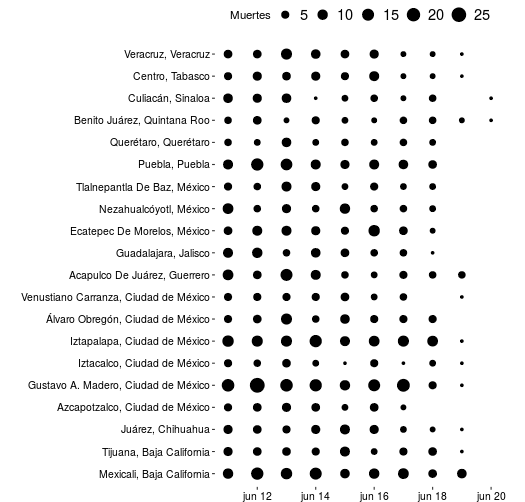 Muertes 5 10 15 20 25
Veracruz, Veracruz
Centro, Tabasco
Culiacán, Sinaloa
Benito Juárez, Quintana Roo
Querétaro, Querétaro
Puebla, Puebla
Tlalnepantla De Baz, México
Nezahualcóyotl, México
Ecatepec De Morelos, México
Guadalajara, Jalisco
Acapulco De Juárez, Guerrero
Venustiano Carranza, Ciudad de México
Álvaro Obregón, Ciudad de México
Iztapalapa, Ciudad de México
Iztacalco, Ciudad de México
Gustavo A. Madero, Ciudad de México
Azcapotzalco, Ciudad de México
Juárez, Chihuahua
Tijuana, Baja California
Mexicali, Baja California
jun 12 jun 14 jun 16 jun 18 jun 20